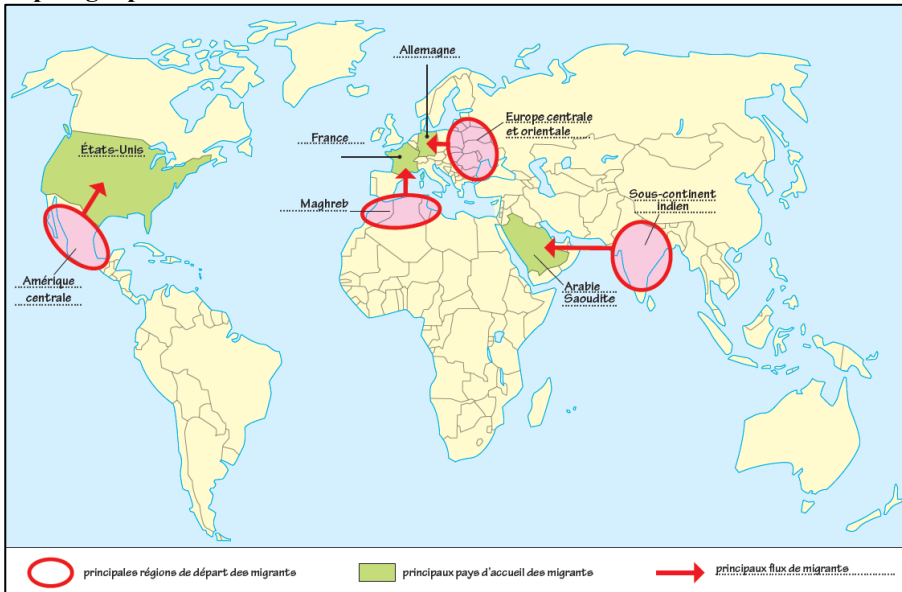 Allemagne
Europe centrale
et orientale
France
États-Unis
Sous-continent
indien
Maghreb
Amérique
centrale
Arabie
Saoudite
principales régions de départ des migrants
principaux pays d'accueil des migrants
principaux flux de migrants